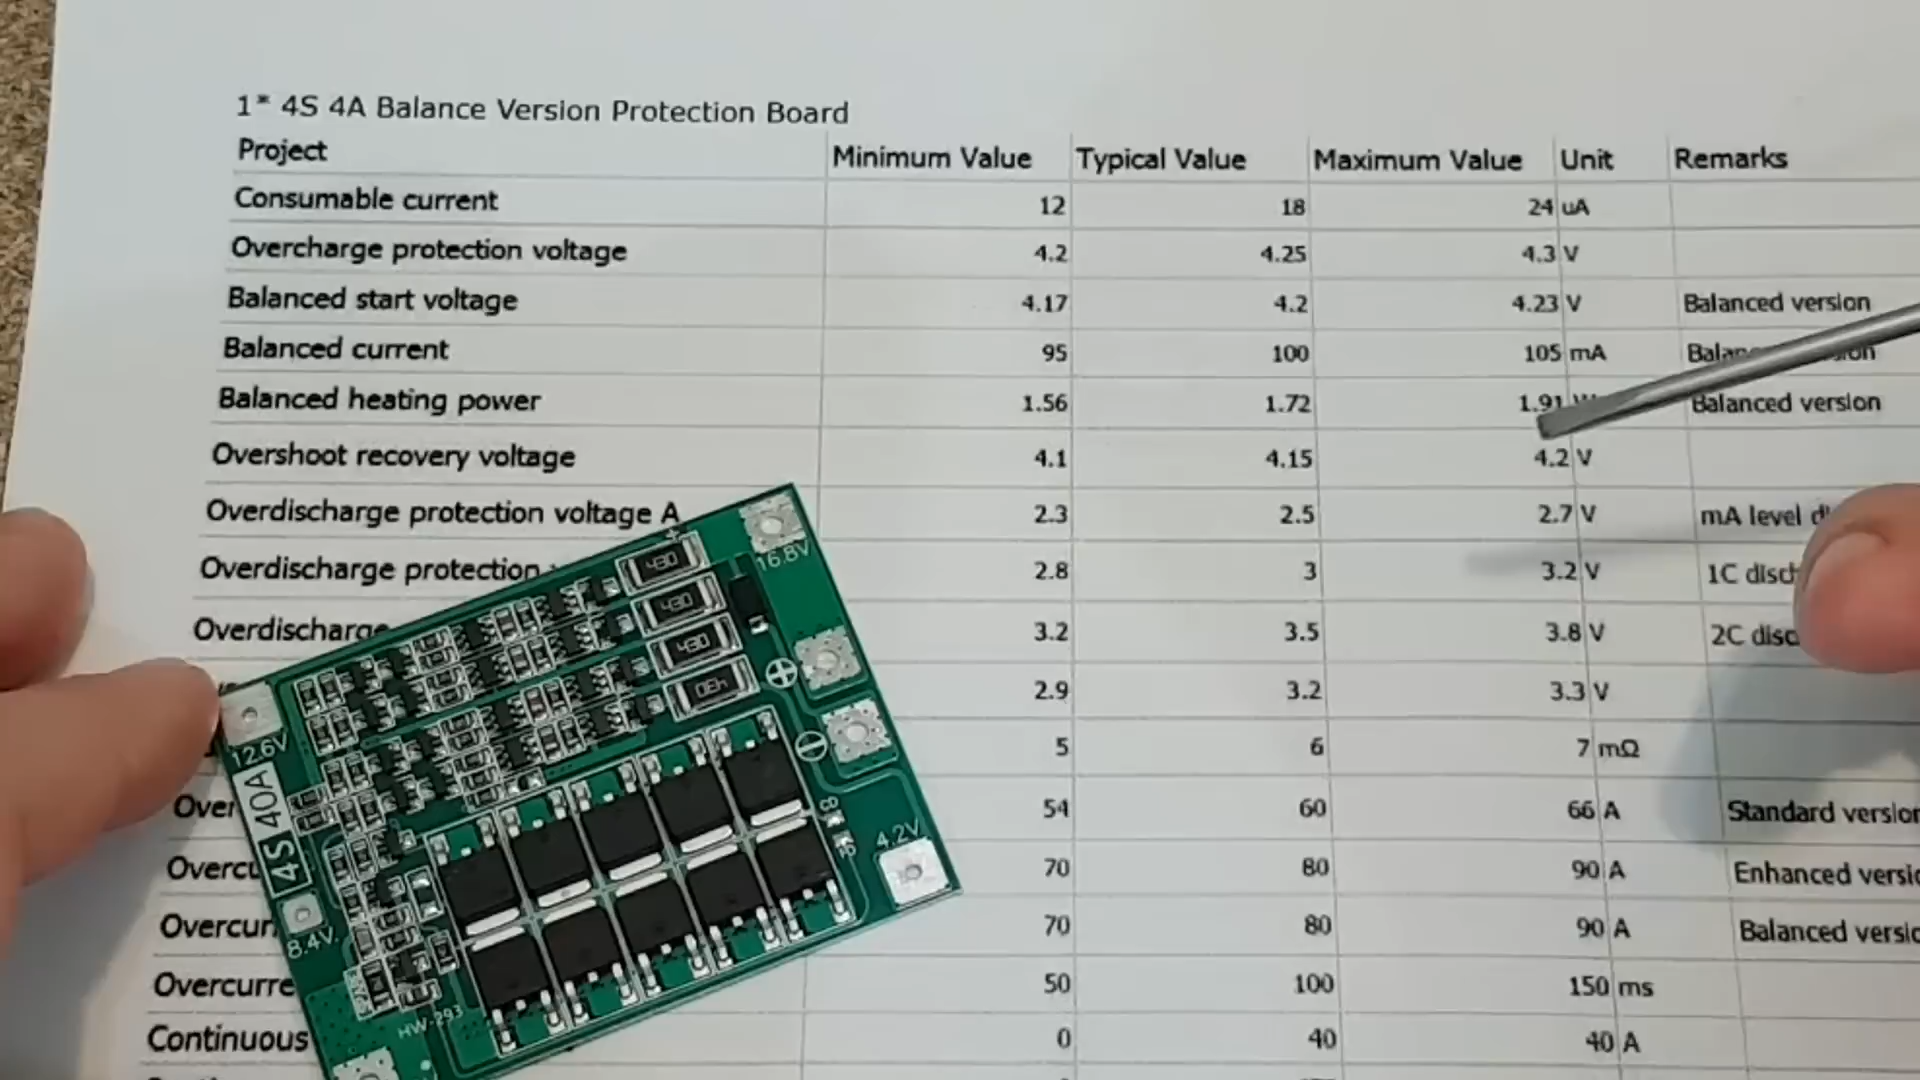 1* 4S 4A Balance Version Protection Board
Project Minimum Value Typical Value Maximum Value Unit Remarks
Consumable current 12 18 24 uA
Overcharge protection voltage 4.2 4.25 4.3 V
Balanced start voltage 4.17 4.2 4.23 V Balanced version
Balanced current 95 100 105 mA
Balanced heating power 1.56 1.72 1.91 Balanced version
Overshoot recovery voltage 4.1 4.15 4.2 V
Overdischarge protection voltage A 2.3 2.5 2.7 V mA level
Overdischarge protection 2.8 3 3.2 V 1C
Overdischarge 3.2 3.5 3.8 V 2C
2.9 3.2 3.3 V
5 6 7 mΩ
Over 54 60 66 A Standard version
70 80 90 A Enhanced
70 80 90 A Balanced
50 100 150 ms
Continuous 0 40 40 A
16.8V
430
430
430
430
12.6V
4S 40A
8.4V
4.2V
CD
HW-293